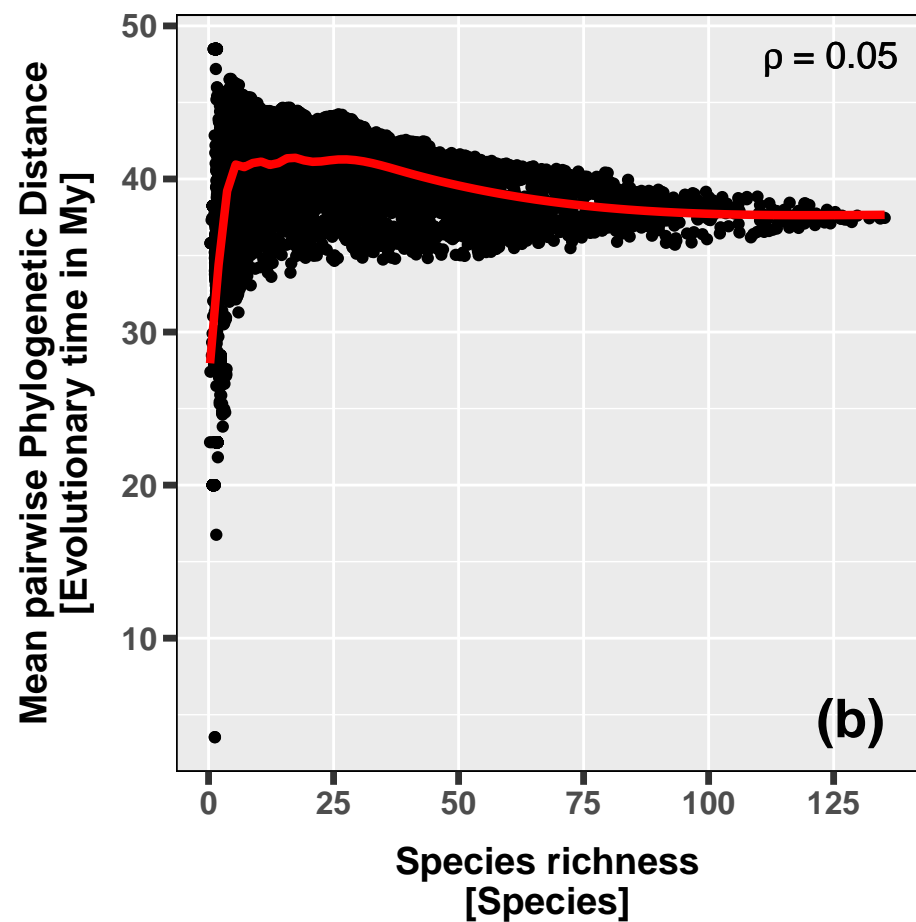 Mean pairwise Phylogenetic Distance
[Evolutionary time in My]
50
40
30
20
10
ρ = 0.05
(b)
0 25 50 75 100 125
Species richness
[Species]